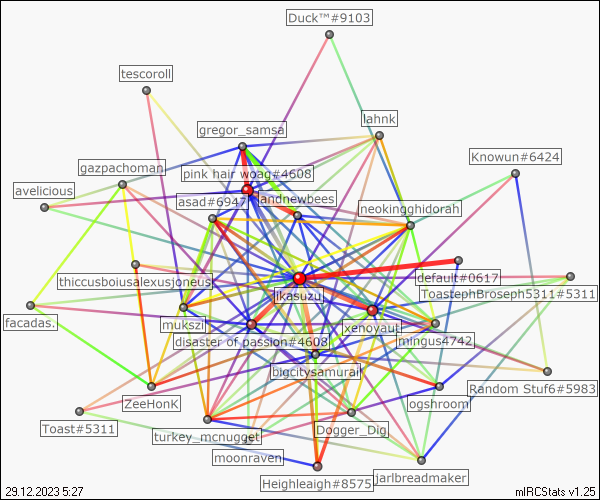 Duck™#9103
tescoroll
lahnk
gregor_samsa
Knowun#6424
gazpachoman
pink hair woag#4608
avelicious
asad#6947
landnewbees
neokingghidorah
thiccusboiusalexusjoneus
default#0617
jkasuzu
ToastephBroseph5311#5311
facadas.
mukszi
xenoyaut
disaster of passion#4608
mingus4742
bigcitysamurai
Random Stuf6#5983
ZeeHonK
ogshroom
Toast#5311
turkey_mcnugget
Dogger_Dig
moonraven
Heighleaigh#8575
jarlbreadmaker
29.12.2023 5:27
mIRCStats v1.25